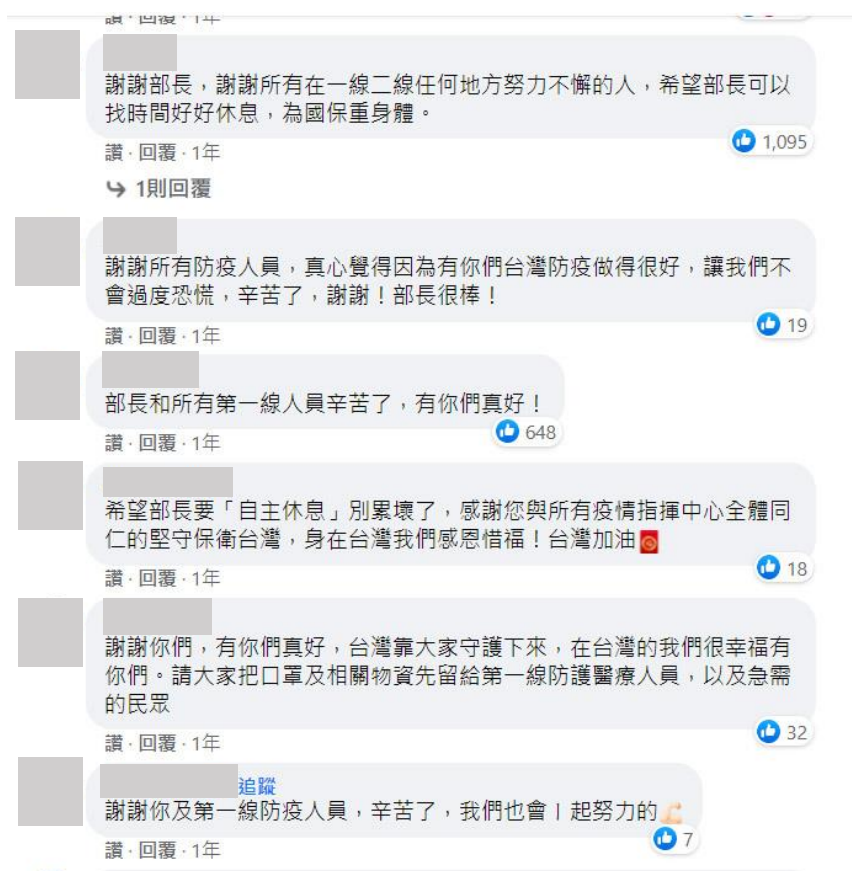 讚 · 回覆 · 1年
謝謝部長，謝謝所有在一線二線任何地方努力不懈的人，希望部長可以
找時間好好休息，為國保重身體。
1,095
讚 · 回覆 · 1年
1則回覆
謝謝所有防疫人員，真心覺得因為有你們台灣防疫做得很好，讓我們不
會過度恐慌，辛苦了，謝謝！部長很棒！
19
讚 · 回覆 · 1年
部長和所有第一線人員辛苦了，有你們真好！
648
讚 · 回覆 · 1年
希望部長要「自主休息」別累壞了，感謝您與所有疫情指揮中心全體同
仁的堅守保衛台灣，身在台灣我們感恩惜福！台灣加油🧧
18
讚 · 回覆 · 1年
謝謝你們，有你們真好，台灣靠大家守護下來，在台灣的我們很幸福有
你們。請大家把口罩及相關物資先留給第一線防護醫療人員，以及急需
的民眾
32
讚 · 回覆 · 1年
追蹤
謝謝你及第一線防疫人員，辛苦了，我們也會〡起努力的💪🏻
7
讚 · 回覆 · 1年